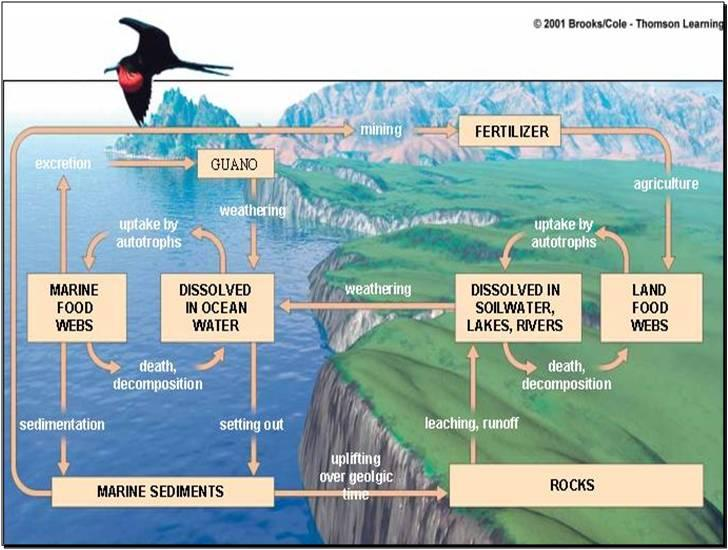 © 2001 Brooks/Cole - Thomson Learning
mining
FERTILIZER
excretion
GUANO
agriculture
weathering
uptake by
autotrophs
uptake by
autotrophs
MARINE
FOOD
WEBS
DISSOLVED
IN OCEAN
WATER
weathering
DISSOLVED IN
SOILWATER,
LAKES, RIVERS
LAND
FOOD
WEBS
death,
decomposition
death,
decomposition
sedimentation
setting out
leaching, runoff
uplifting
over geolgic
time
MARINE SEDIMENTS
ROCKS